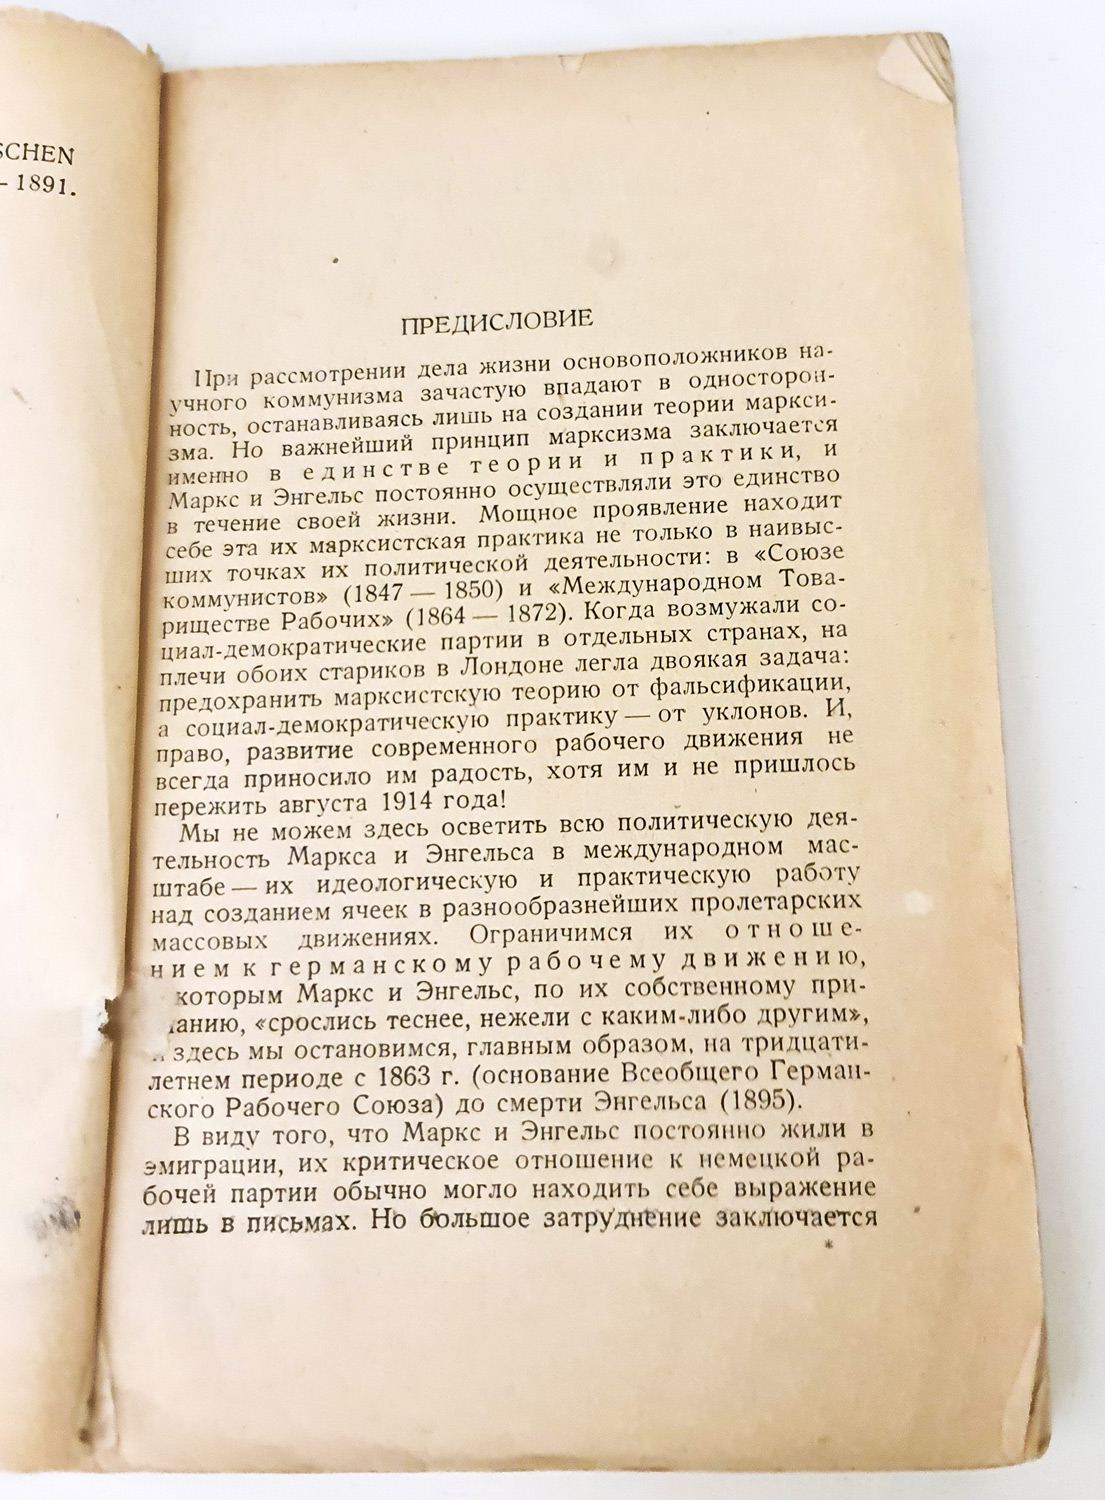 SCHEN
– 1891.
ПРЕДИСЛОВИЕ
При рассмотрении дела жизни основоположников на-
учного коммунизма зачастую впадают в односторон-
ность, останавливаясь лишь на создании теории маркси-
зма. Но важнейший принцип марксизма заключается
именно в единстве теории и практики, и
Маркс и Энгельс постоянно осуществляли это единство
в течение своей жизни. Мощное проявление находит
себе эта их марксистская практика не только в наивыс-
ших точках их политической деятельности: в «Союзе
коммунистов» (1847 — 1850) и «Международном Това-
риществе Рабочих» (1864 — 1872). Когда возмужали со-
циал-демократические партии в отдельных странах, на
плечи обоих стариков в Лондоне легла двоякая задача:
предохранить марксистскую теорию от фальсификации,
а социал-демократическую практику — от уклонов. И,
право, развитие современного рабочего движения не
всегда приносило им радость, хотя им и не пришлось
пережить августа 1914 года!
Мы не можем здесь осветить всю политическую дея-
тельность Маркса и Энгельса в международном мас-
штабе — их идеологическую и практическую работу
над созданием ячеек в разнообразнейших пролетарских
массовых движениях. Ограничимся их отноше-
нием к германскому рабочему движению,
которым Маркс и Энгельс, по их собственному при-
анию, «срослись теснее, нежели с каким-либо другим»,
здесь мы остановимся, главным образом, на тридцати-
летнем периоде с 1863 г. (основание Всеобщего Герман-
ского Рабочего Союза) до смерти Энгельса (1895).
В виду того, что Маркс и Энгельс постоянно жили в
эмиграции, их критическое отношение к немецкой ра-
бочей партии обычно могло находить себе выражение
лишь в письмах. Но большое затруднение заключается
*